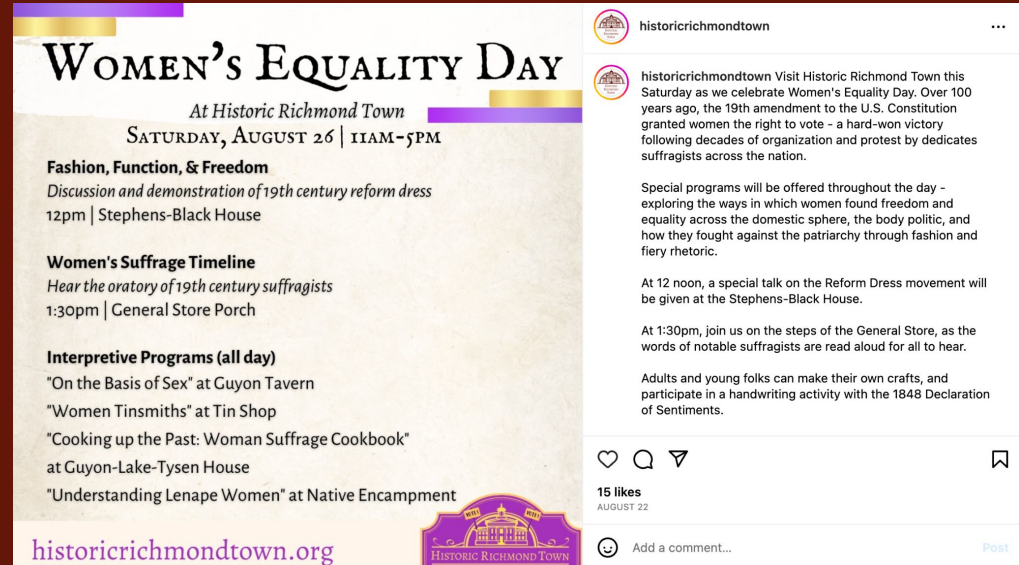 WOMEN'S EQUALITY DAY
At Historic Richmond Town
SATURDAY, AUGUST 26 | 11AM-5PM
Fashion, Function, & Freedom
Discussion and demonstration of 19th century reform dress
12pm | Stephens-Black House
Women's Suffrage Timeline
Hear the oratory of 19th century suffragists
1:30pm | General Store Porch
Interpretive Programs (all day)
"On the Basis of Sex" at Guyon Tavern
"Women Tinsmiths" at Tin Shop
"Cooking up the Past: Woman Suffrage Cookbook"
at Guyon-Lake-Tysen House
"Understanding Lenape Women" at Native Encampment
historicrichmondtown.org
HISTORIC RICHMOND TOWN
historicrichmondtown
historicrichmondtown Visit Historic Richmond Town this
Saturday as we celebrate Women's Equality Day. Over 100
years ago, the 19th amendment to the U.S. Constitution
granted women the right to vote - a hard-won victory
following decades of organization and protest by dedicates
suffragists across the nation.
Special programs will be offered throughout the day -
exploring the ways in which women found freedom and
equality across the domestic sphere, the body politic, and
how they fought against the patriarchy through fashion and
fiery rhetoric.
At 12 noon, a special talk on the Reform Dress movement will
be given at the Stephens-Black House.
At 1:30pm, join us on the steps of the General Store, as the
words of notable suffragists are read aloud for all to hear.
Adults and young folks can make their own crafts, and
participate in a handwriting activity with the 1848 Declaration
of Sentiments.
15 likes
AUGUST 22
Add a comment...
Post